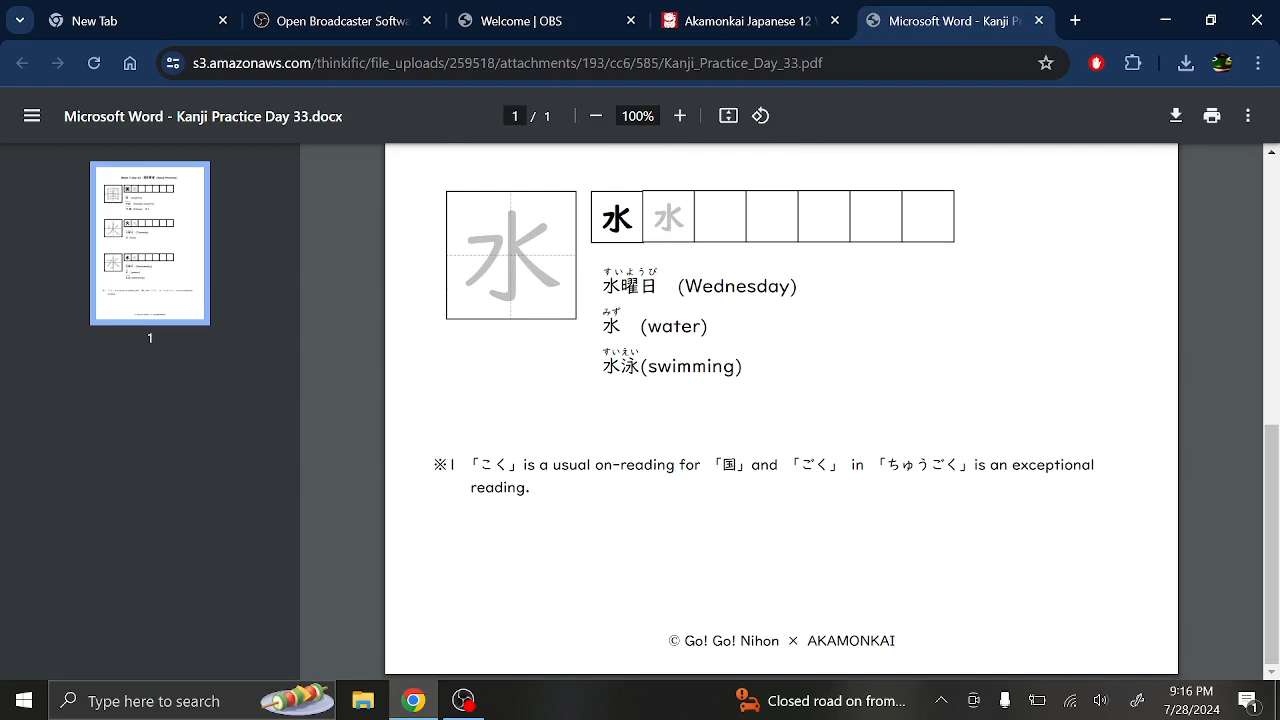 New Tab
Open Broadcaster Softwa
Welcome | OBS
Akamonkai Japanese 12
Microsoft Word - Kanji P
s3.amazonaws.com/thinkific/file_uploads/259518/attachments/193/cc6/585/Kanji_Practice_Day_33.pdf
Microsoft Word - Kanji Practice Day 33.docx
1 / 1
100%
1
水
水 水
すいようび
水曜日 (Wednesday)
みず
水 (water)
すいえい
水泳(swimming)
※1 「こく」is a usual on-reading for 「国」and 「ごく」 in 「ちゅうごく」is an exceptional
reading.
© Go! Go! Nihon × AKAMONKAI
Type here to search
Closed road on from...
9:16 PM
7/28/2024
1